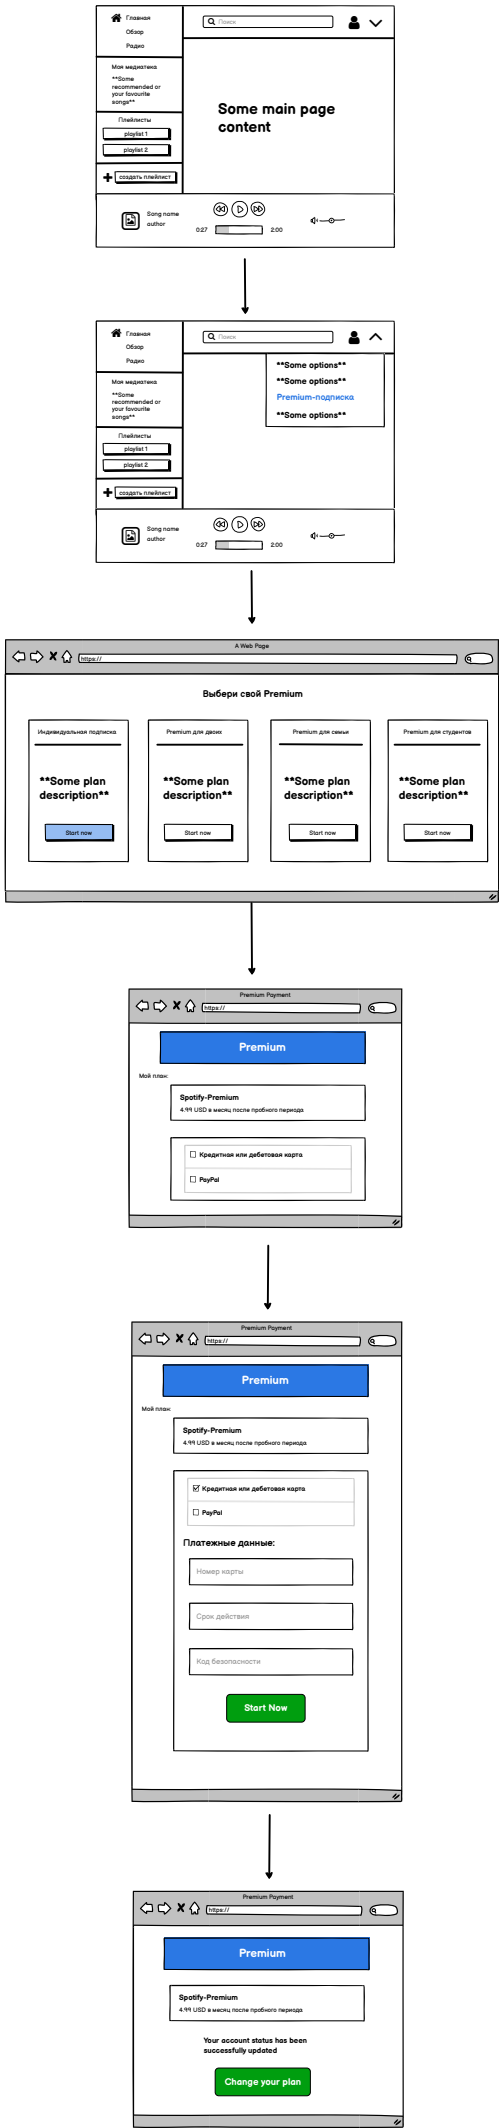 Главная
Поиск
Обзор
Радио
Моя медиатека
**Some
recommended or
your favourite
songs**
Some main page
content
Плейлисты
playlist 1
playlist 2
создать плейлист
Song name
author
0:27
2:00
Главная
Поиск
Обзор
Радио
**Some options**
**Some options**
Premium-подписка
**Some options**
Моя медиатека
**Some
recommended or
your favourite
songs**
Плейлисты
playlist 1
playlist 2
создать плейлист
Song name
author
0:27
2:00
A Web Page
https://
Выбери свой Premium
Индивидуальная подписка
**Some plan
description**
Start now
Premium для двоих
**Some plan
description**
Start now
Premium для семьи
**Some plan
description**
Start now
Premium для студентов
**Some plan
description**
Start now
Premium Payment
https://
Premium
Мой план:
Spotify-Premium
4.99 USD в месяц после пробного периода
Кредитная или дебетовая карта
PayPal
Premium Payment
https://
Premium
Мой план:
Spotify-Premium
4.99 USD в месяц после пробного периода
Кредитная или дебетовая карта
PayPal
Платежные данные:
Номер карты
Срок действия
Код безопасности
Start Now
Premium Payment
https://
Premium
Spotify-Premium
4.99 USD в месяц после пробного периода
Your account status has been
successfully updated
Change your plan